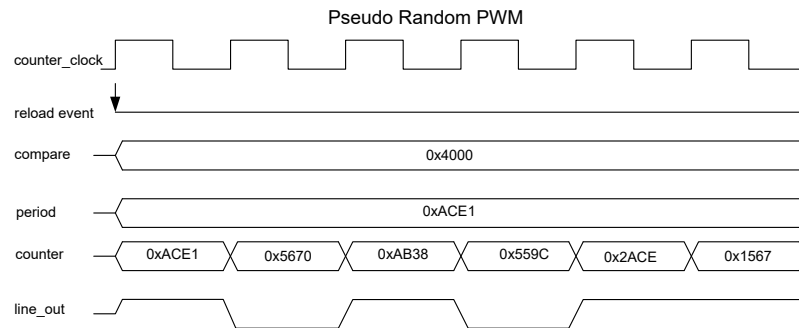 Pseudo Random PWM
counter_clock
reload event
compare 0x4000
period 0xACE1
counter 0xACE1 0x5670 0xAB38 0x559C 0x2ACE 0x1567
line_out